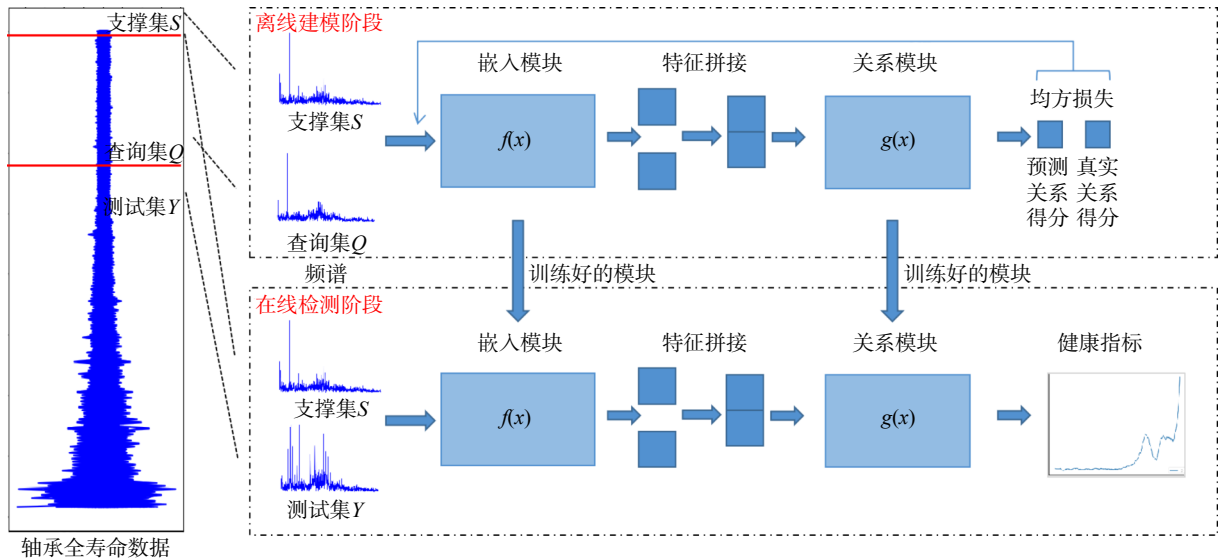 支撑集S
查询集Q
测试集Y
轴承全寿命数据
离线建模阶段
支撑集S
查询集Q
频谱
嵌入模块
f(x)
特征拼接
关系模块
g(x)
均方损失
预测
关系
得分
真实
关系
得分
训练好的模块
训练好的模块
在线检测阶段
支撑集S
测试集Y
嵌入模块
f(x)
特征拼接
关系模块
g(x)
健康指标